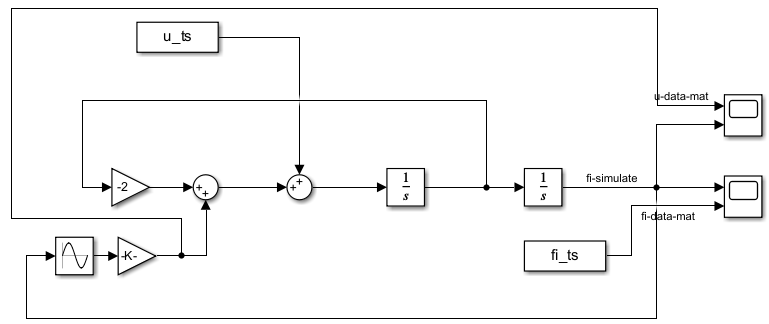 u_ts
u-data-mat
-2
+
+
+
+
1
s
1
s
fi-simulate
fi-data-mat
-K-
fi_ts